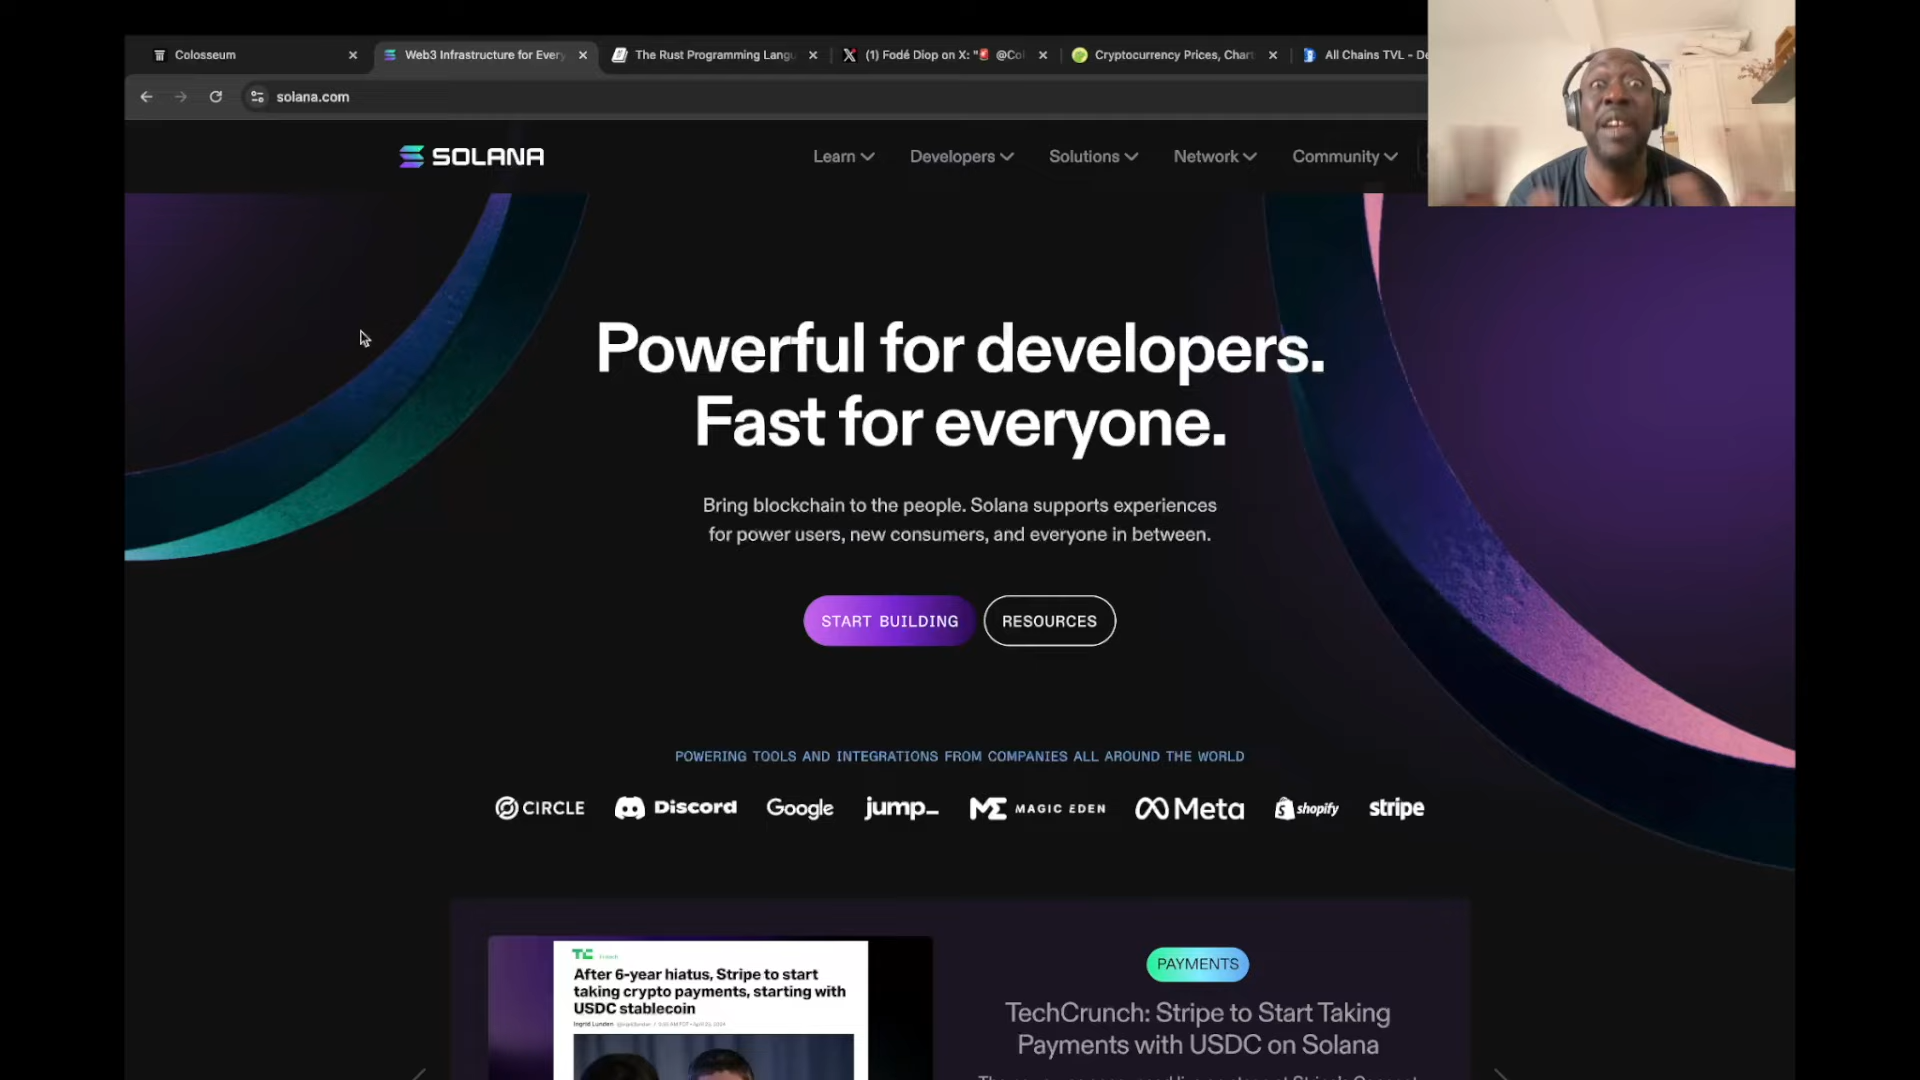 Colosseum
Web3 Infrastructure for Every
The Rust Programming Langu
(1) Fodé Diop on X: "🚨 @Col
Cryptocurrency Prices, Chart
All Chains TVL - De
solana.com
SOLANA
Learn
Developers
Solutions
Network
Community
Powerful for developers.
Fast for everyone.
Bring blockchain to the people. Solana supports experiences
for power users, new consumers, and everyone in between.
START BUILDING
RESOURCES
POWERING TOOLS AND INTEGRATIONS FROM COMPANIES ALL AROUND THE WORLD
CIRCLE
Discord
Google
jump_
ME MAGIC EDEN
Meta
shopify
stripe
TC
After 6-year hiatus, Stripe to start
taking crypto payments, starting with
USDC stablecoin
Ingrid Lunden
PAYMENTS
TechCrunch: Stripe to Start Taking
Payments with USDC on Solana